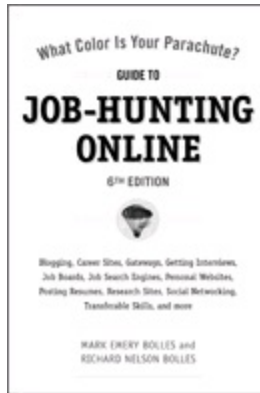 What Color Is Your Parachute?
GUIDE TO
JOB-HUNTING
ONLINE
6TH EDITION
Blogging, Career Sites, Gateways, Getting Interviews,
Job Boards, Job Search Engines, Personal Websites,
Posting Resumes, Research Sites, Social Networking,
Transferable Skills, and more
MARK EMERY BOLLES and
RICHARD NELSON BOLLES